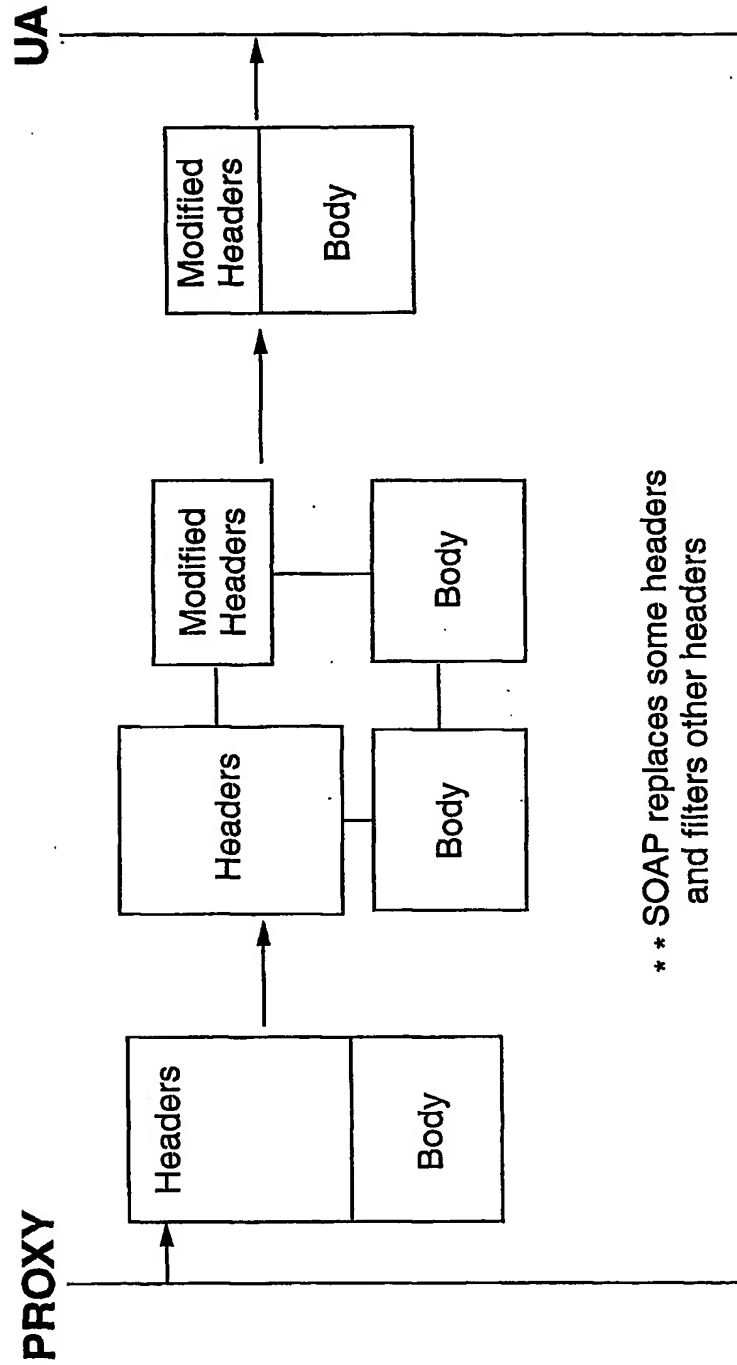 PROXY
UA
Headers
Body
Headers
Body
Modified
Headers
Body
Modified
Headers
Body
* * SOAP replaces some headers
and filters other headers